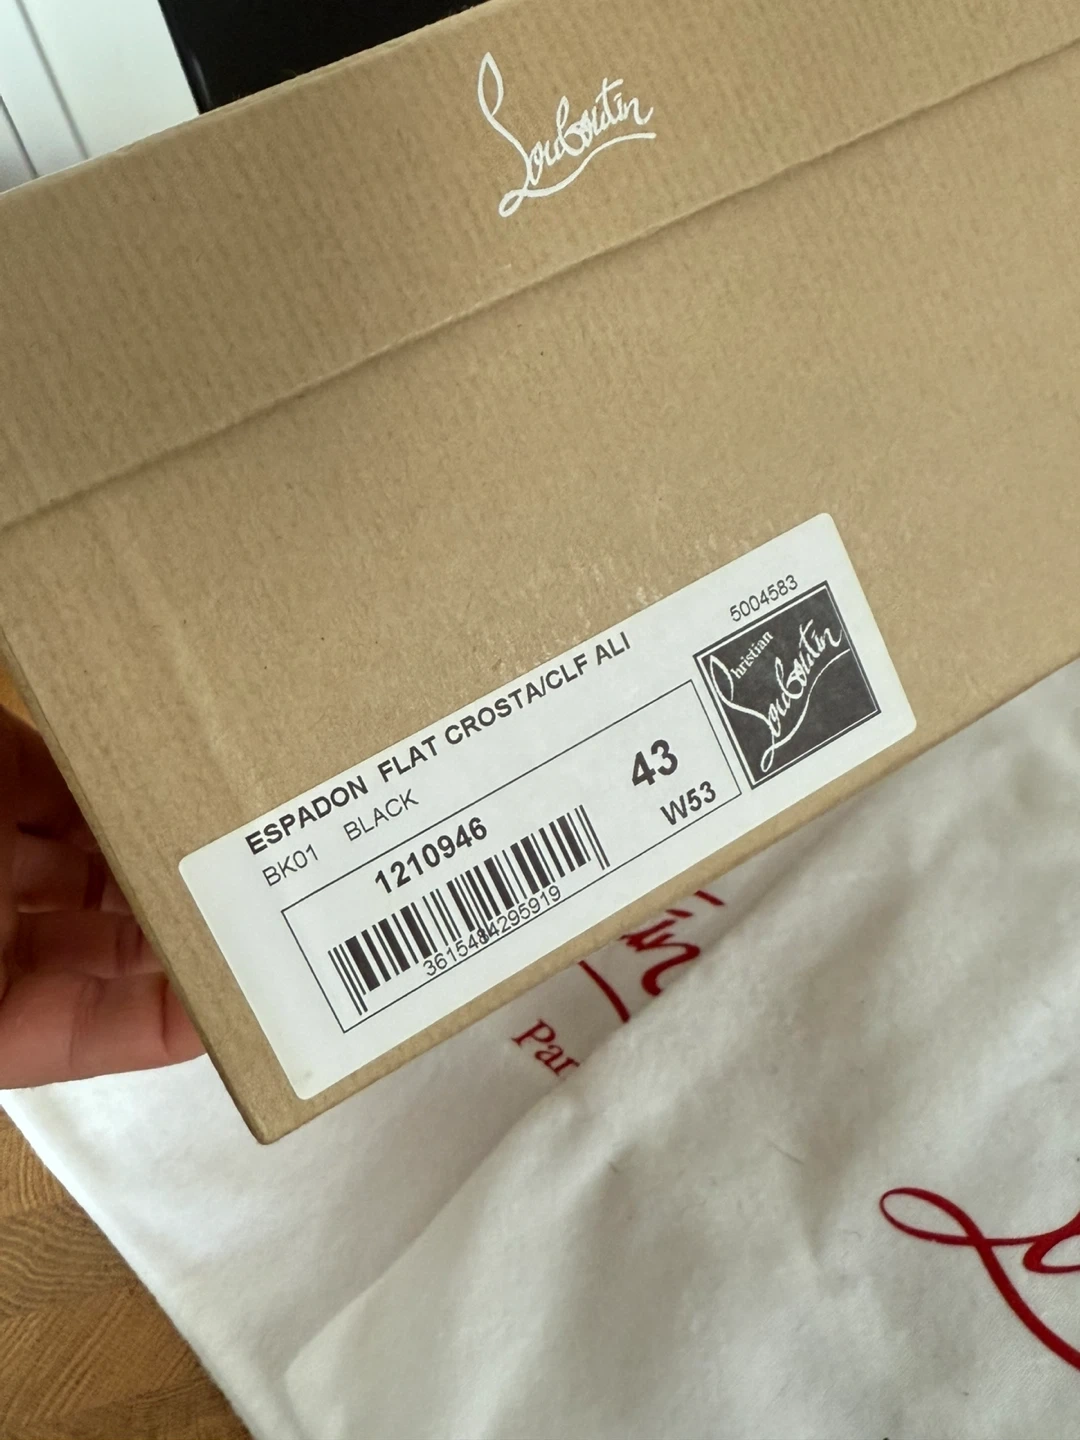 Louboutin
5004583
ESPADON FLAT CROSTA/CLF ALI
BK01 BLACK
1210946
43
W53
3615484295919
Christian
Louboutin